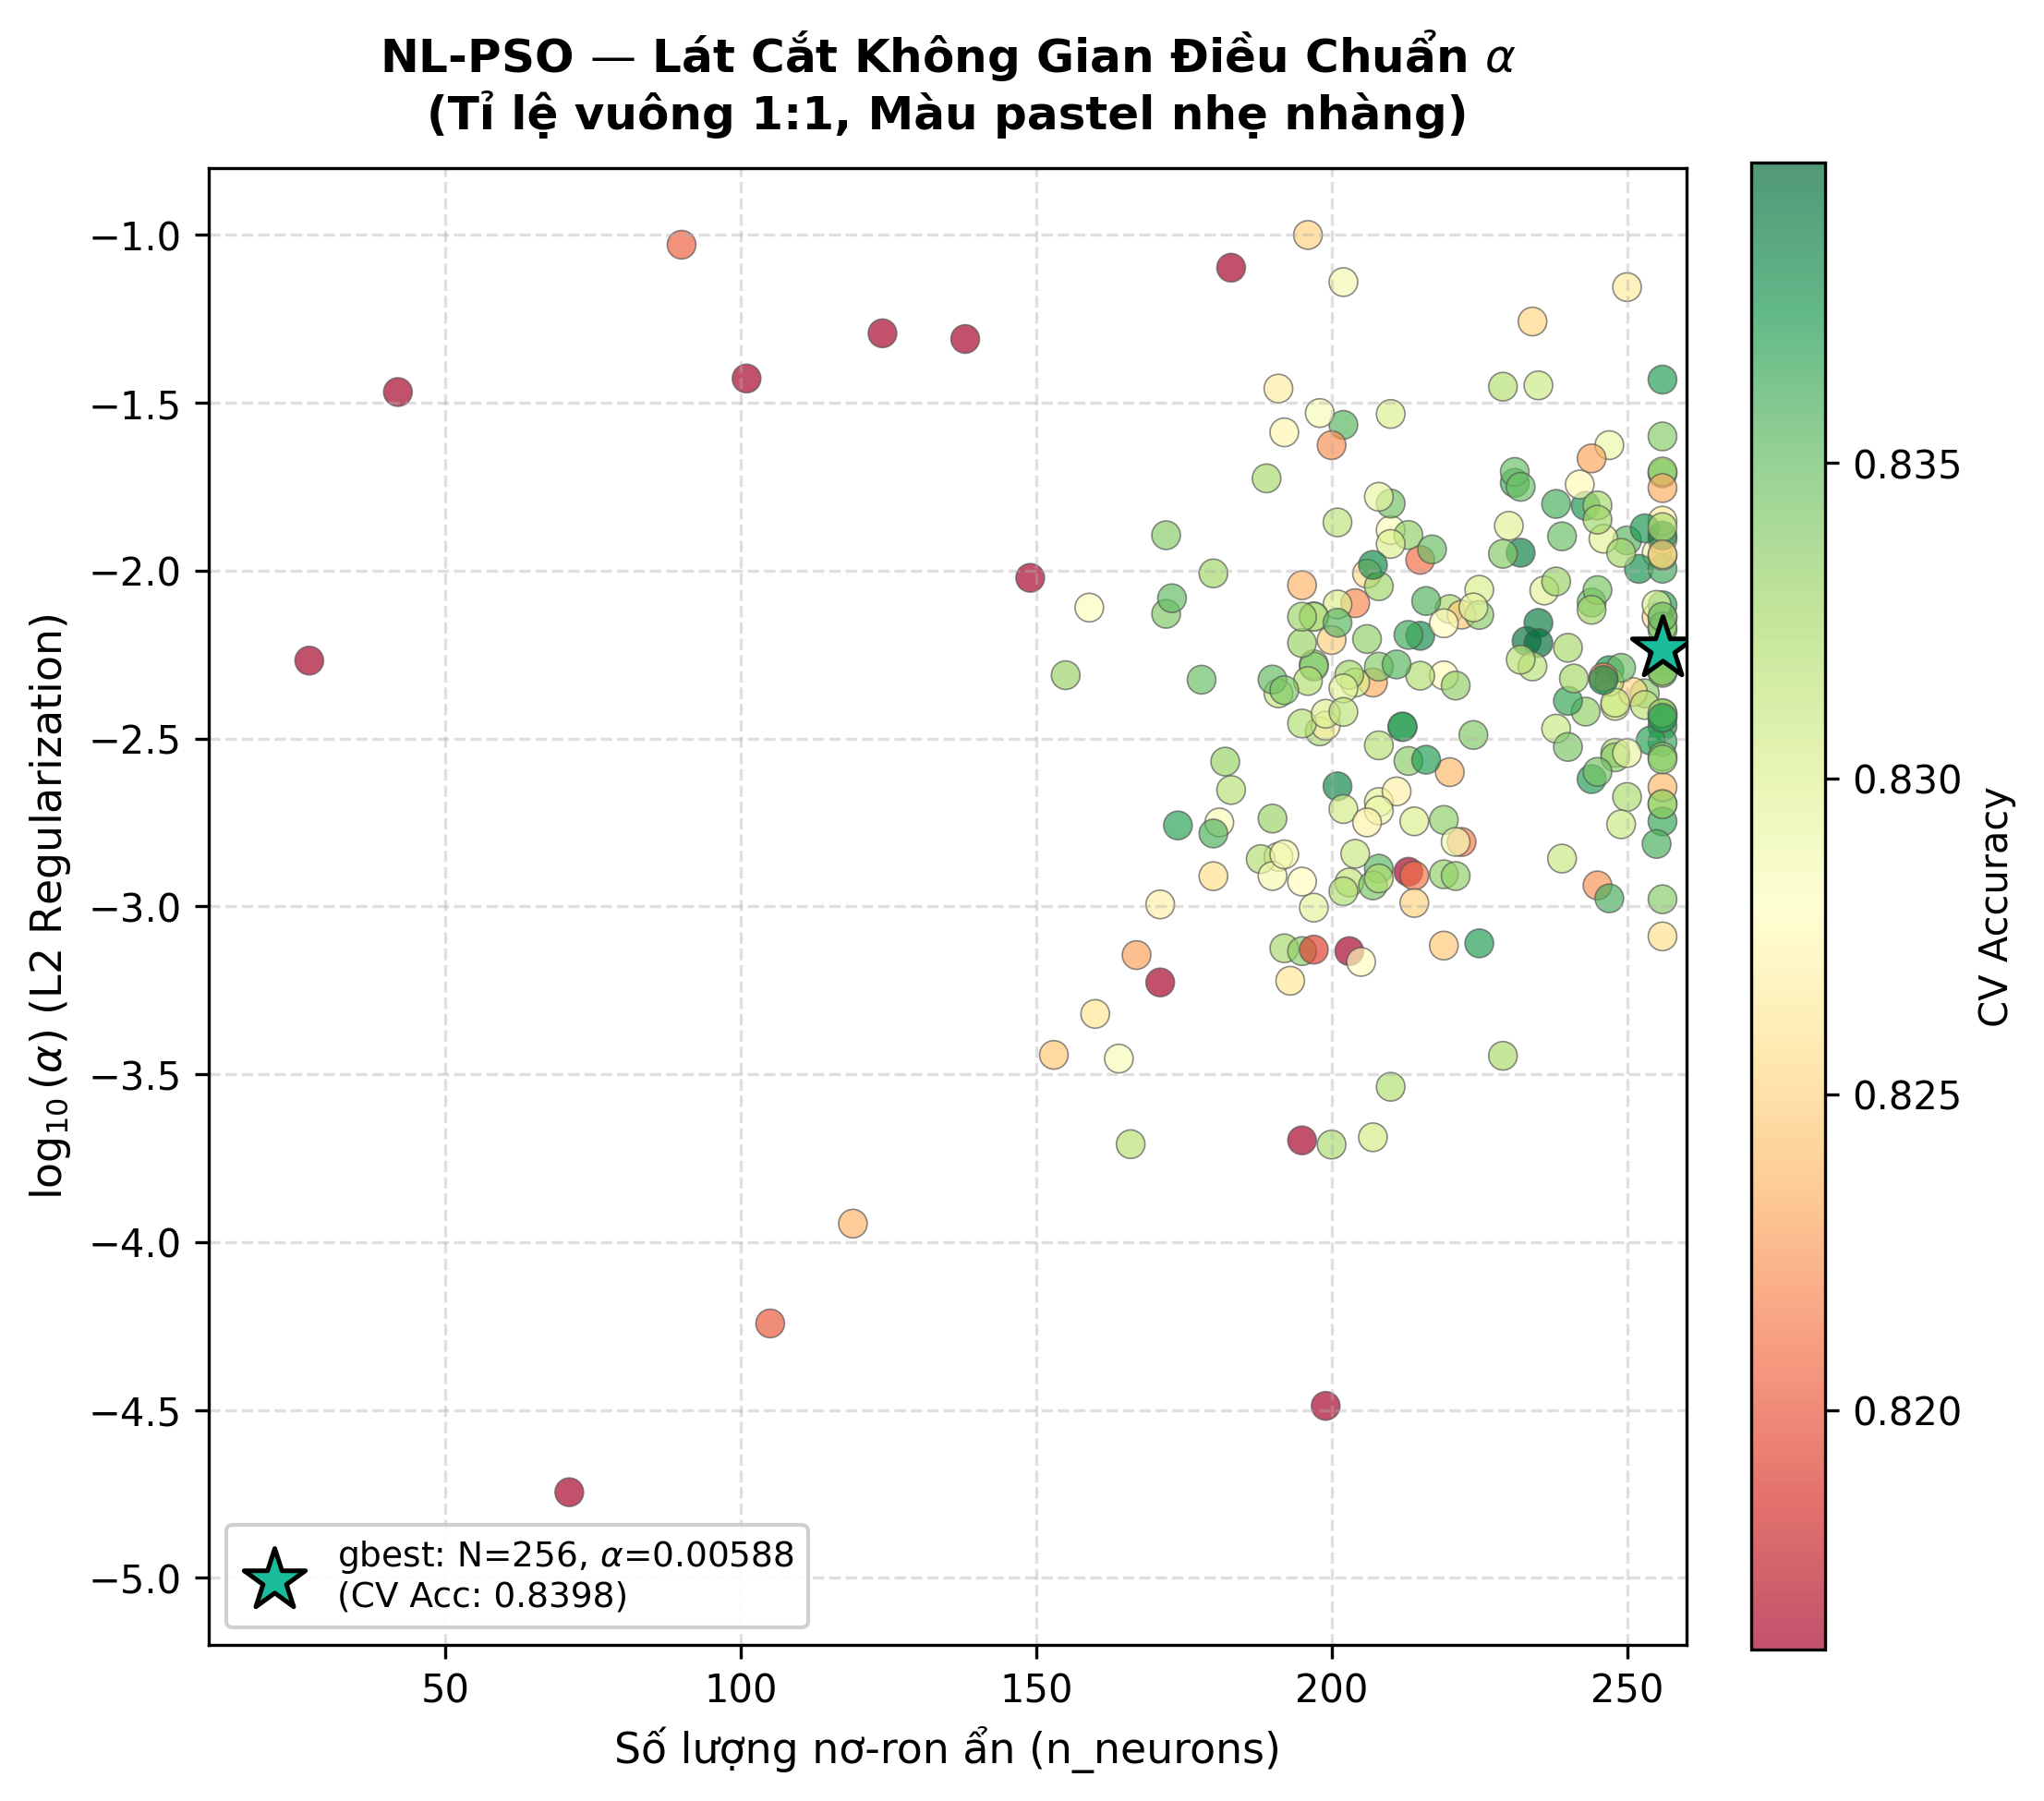 NL-PSO — Lát Cắt Không Gian Điều Chuẩn α
(Tỉ lệ vuông 1:1, Màu pastel nhẹ nhàng)
−1.0
−1.5
−2.0
−2.5
−3.0
−3.5
−4.0
−4.5
−5.0
log₁₀(α) (L2 Regularization)
gbest: N=256, α=0.00588
(CV Acc: 0.8398)
50 100 150 200 250
Số lượng nơ-ron ẩn (n_neurons)
0.835
0.830
0.825
0.820
CV Accuracy